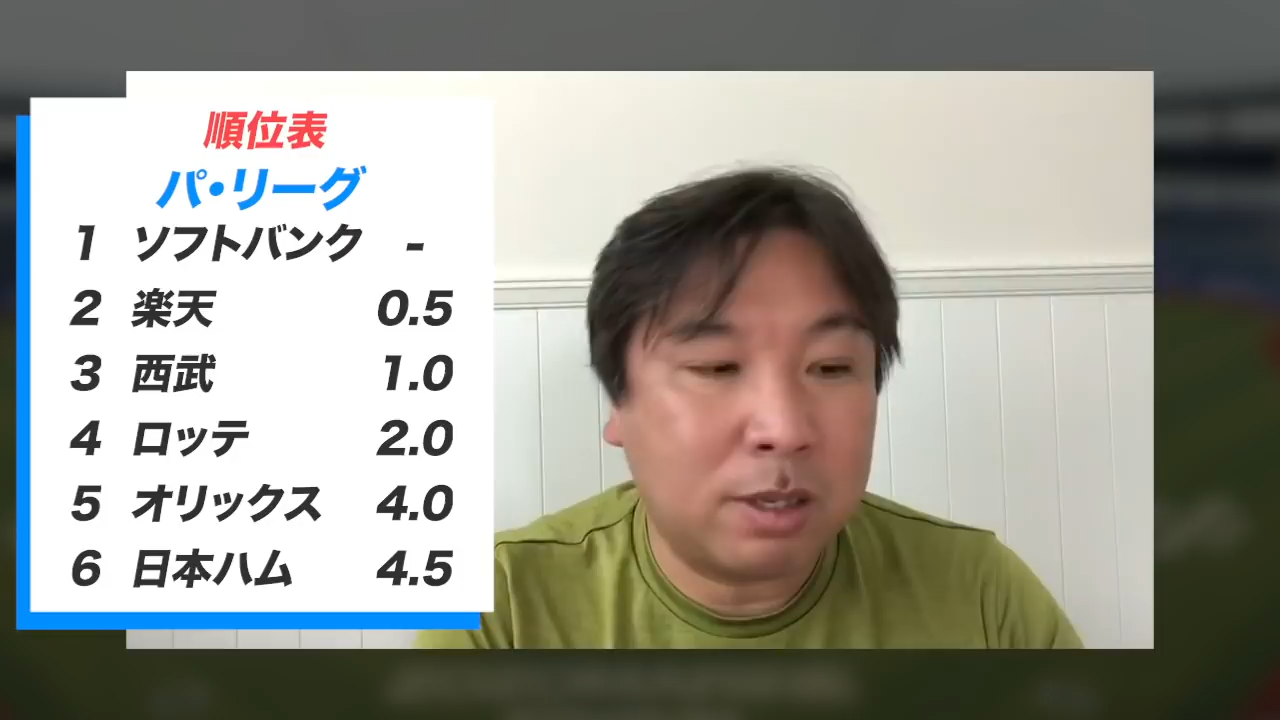 順位表
パ・リーグ
1 ソフトバンク -
2 楽天 0.5
3 西武 1.0
4 ロッテ 2.0
5 オリックス 4.0
6 日本ハム 4.5